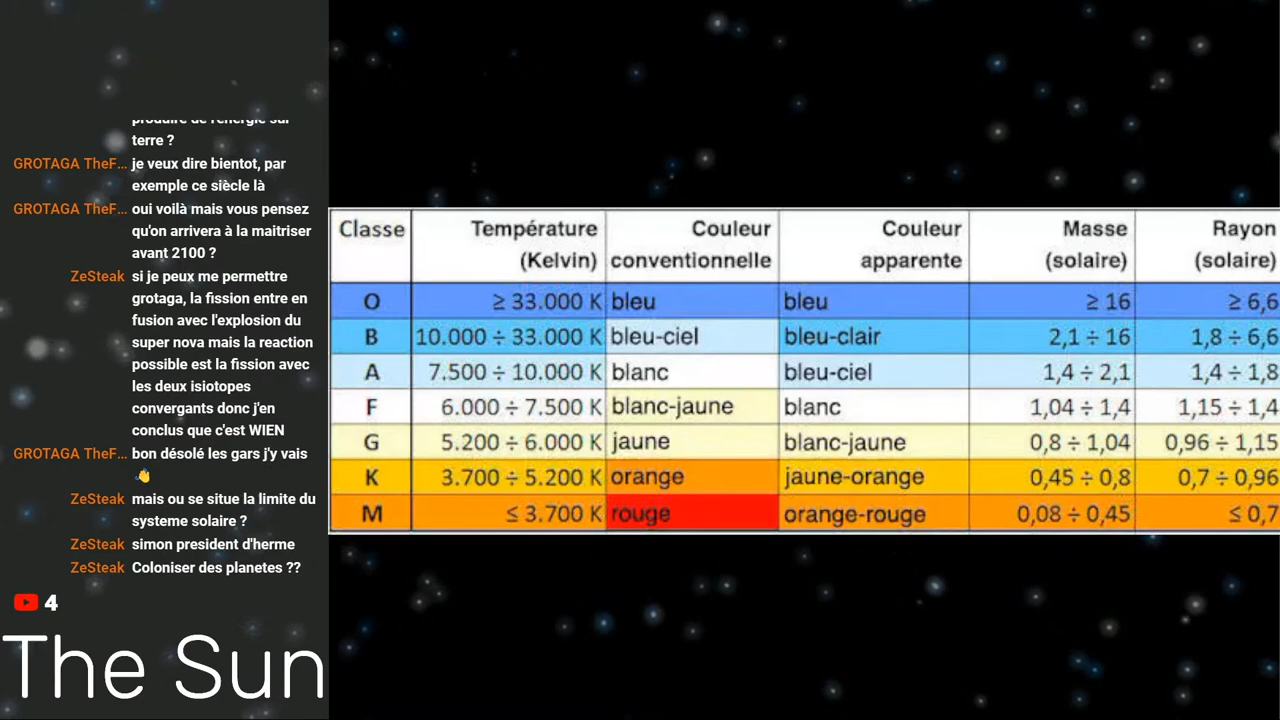 produire de l'énergie sur
terre ?
GROTAGA TheF... je veux dire bientot, par
exemple ce siècle là
GROTAGA TheF... oui voilà mais vous pensez
qu'on arrivera à la maitriser
avant 2100 ?
ZeSteak si je peux me permettre
grotaga, la fission entre en
fusion avec l'explosion du
super nova mais la reaction
possible est la fission avec
les deux isiotopes
convergants donc j'en
conclus que c'est WIEN
GROTAGA TheF... bon désolé les gars j'y vais
👋
ZeSteak mais ou se situe la limite du
systeme solaire ?
ZeSteak simon president d'herme
ZeSteak Coloniser des planetes ??
4
The Sun
Classe Température (Kelvin) Couleur conventionnelle Couleur apparente Masse (solaire) Rayon (solaire)
O ≥ 33.000 K bleu bleu ≥ 16 ≥ 6,6
B 10.000 ÷ 33.000 K bleu-ciel bleu-clair 2,1 ÷ 16 1,8 ÷ 6,6
A 7.500 ÷ 10.000 K blanc bleu-ciel 1,4 ÷ 2,1 1,4 ÷ 1,8
F 6.000 ÷ 7.500 K blanc-jaune blanc 1,04 ÷ 1,4 1,15 ÷ 1,4
G 5.200 ÷ 6.000 K jaune blanc-jaune 0,8 ÷ 1,04 0,96 ÷ 1,15
K 3.700 ÷ 5.200 K orange jaune-orange 0,45 ÷ 0,8 0,7 ÷ 0,96
M ≤ 3.700 K rouge orange-rouge 0,08 ÷ 0,45 ≤ 0,7